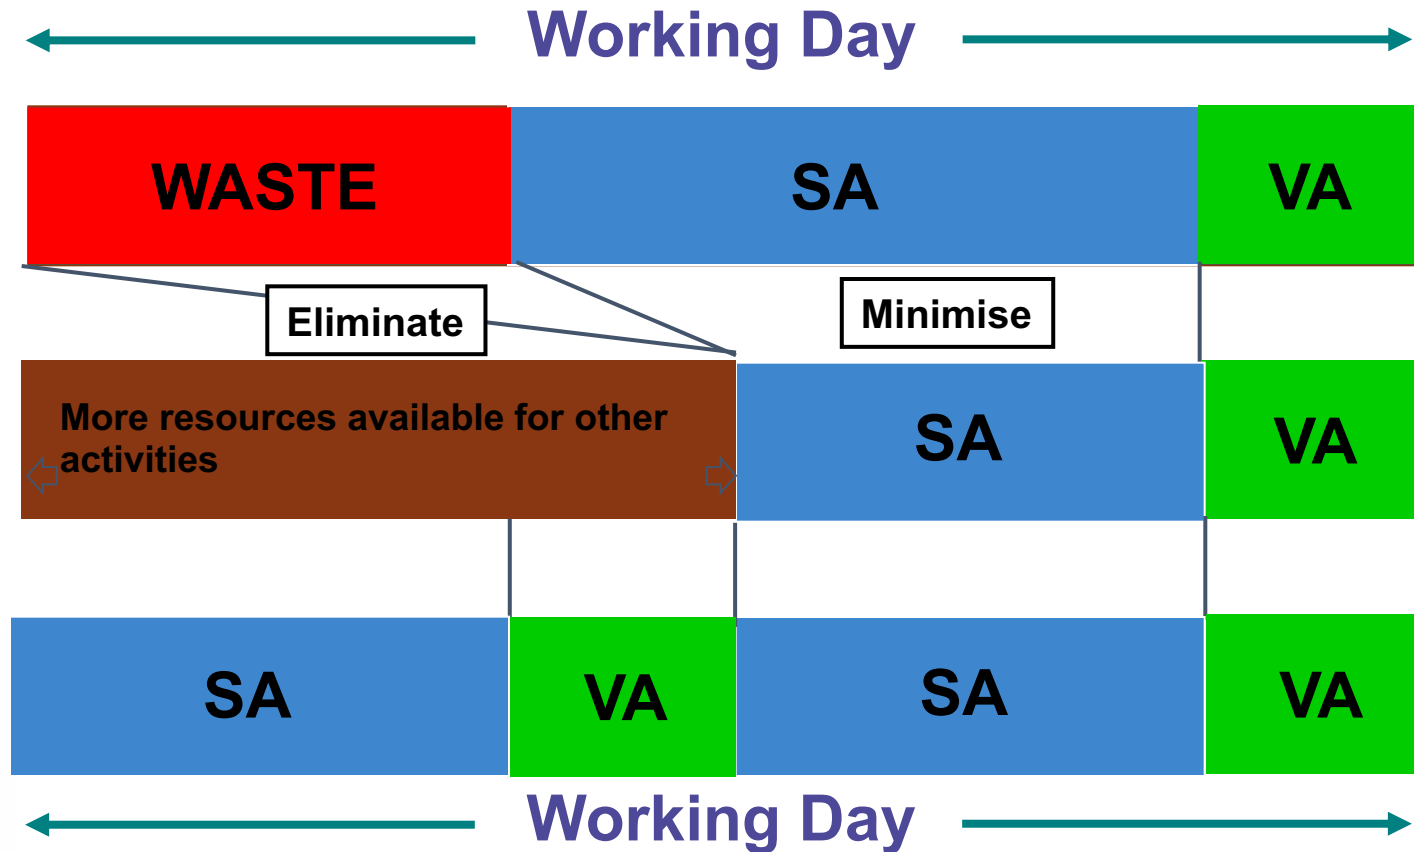 Working Day
WASTE
SA
VA
Eliminate
Minimise
More resources available for other
activities
SA
VA
SA
VA
SA
VA
Working Day